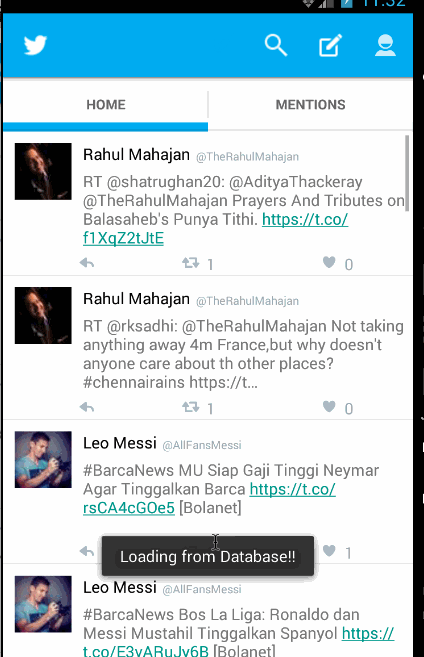 11:32
HOME MENTIONS
Rahul Mahajan @TheRahulMahajan
RT @shatrughan20: @AdityaThackeray
@TheRahulMahajan Prayers And Tributes on
Balasaheb's Punya Tithi. https://t.co/
f1XqZ2tJtE
1 0
Rahul Mahajan @TheRahulMahajan
RT @rksadhi: @TheRahulMahajan Not taking
anything away 4m France,but why doesn't
anyone care about th other places?
#chennairains https://t...
1 0
Leo Messi @AllFansMessi
#BarcaNews MU Siap Gaji Tinggi Neymar
Agar Tinggalkan Barca https://t.co/
rsCA4cGOe5 [Bolanet]
1
Loading from Database!!
Leo Messi @AllFansMessi
#BarcaNews Bos La Liga: Ronaldo dan
Messi Mustahil Tinggalkan Spanyol https://
t.co/E3vARuJy6B [Bolanet]